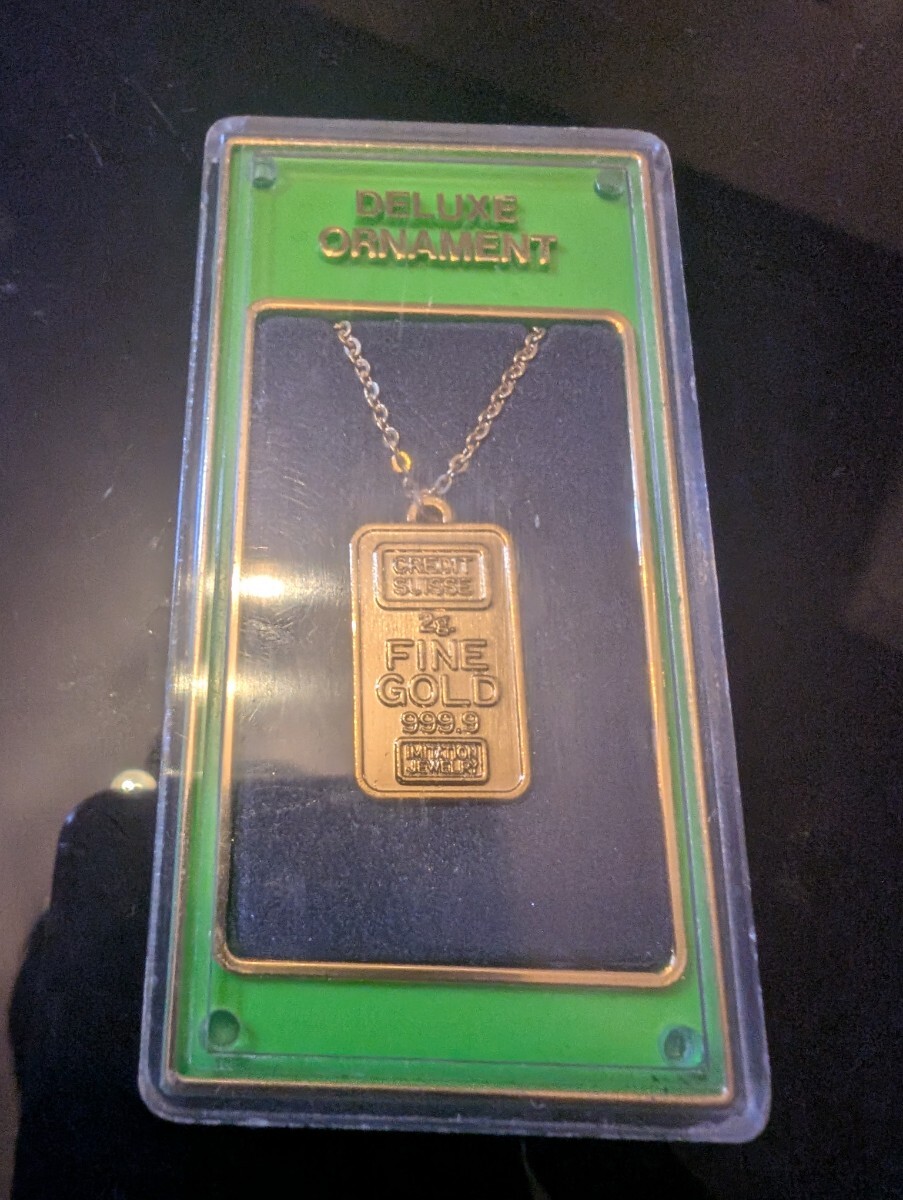 DELUXE
ORNAMENT
CREDIT
SUISSE
2g.
FINE
GOLD
999.9
IMITATION
JEWELRY